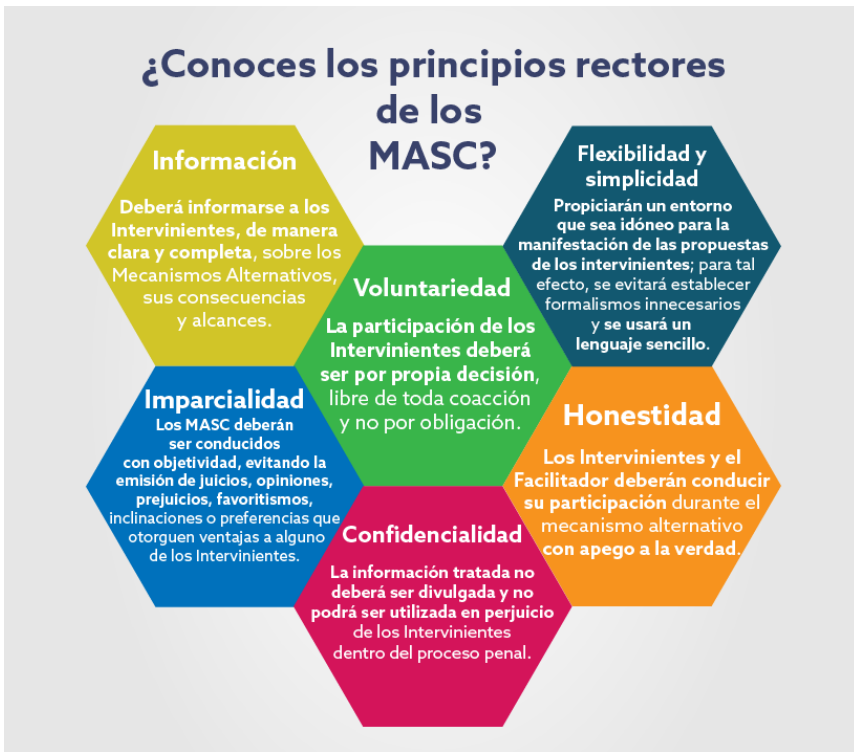 ¿Conoces los principios rectores
de los
MASC?
Información
Deberá informarse a los
Intervinientes, de manera
clara y completa, sobre los
Mecanismos Alternativos,
sus consecuencias
y alcances.
Flexibilidad y
simplicidad
Propiciarán un entorno
que sea idóneo para la
manifestación de las propuestas
de los intervinientes; para tal
efecto, se evitará establecer
formalismos innecesarios
y se usará un
lenguaje sencillo.
Voluntariedad
La participación de los
Intervinientes deberá
ser por propia decisión,
libre de toda coacción
y no por obligación.
Imparcialidad
Los MASC deberán
ser conducidos
con objetividad, evitando la
emisión de juicios, opiniones,
prejuicios, favoritismos,
inclinaciones o preferencias que
otorguen ventajas a alguno
de los Intervinientes.
Honestidad
Los Intervinientes y el
Facilitador deberán conducir
su participación durante el
mecanismo alternativo
con apego a la verdad.
Confidencialidad
La información tratada no
deberá ser divulgada y no
podrá ser utilizada en perjuicio
de los Intervinientes
dentro del proceso penal.